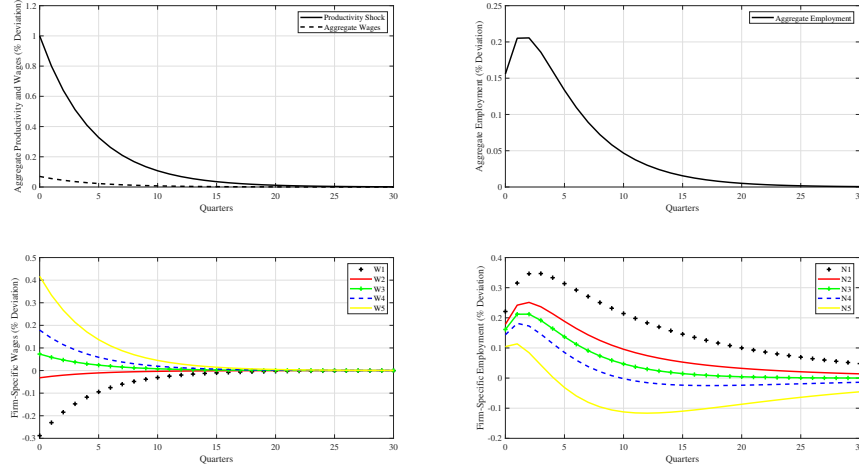 Aggregate Productivity and Wages (% Deviation)
1.2
1
0.8
0.6
0.4
0.2
0
0
5
10
15
20
25
30
Quarters
Productivity Shock
Aggregate Wages
Aggregate Employment (% Deviation)
0.25
0.2
0.15
0.1
0.05
0
0
5
10
15
20
25
30
Quarters
Aggregate Employment
Firm-Specific Wages (% Deviation)
0.5
0.4
0.3
0.2
0.1
0
-0.1
-0.2
-0.3
0
5
10
15
20
25
30
Quarters
W1
W2
W3
W4
W5
Firm-Specific Employment (% Deviation)
0.4
0.3
0.2
0.1
0
-0.1
-0.2
0
5
10
15
20
25
30
Quarters
N1
N2
N3
N4
N5